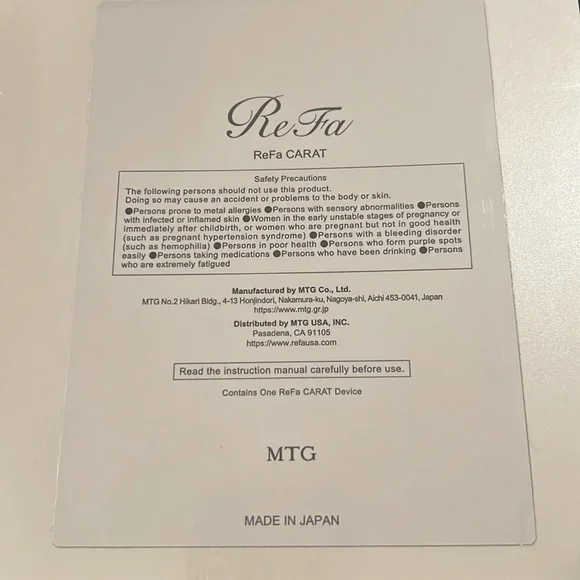 ReFa
ReFa CARAT
Safety Precautions
The following persons should not use this product.
Doing so may cause an accident or problems to the body or skin.
●Persons prone to metal allergies ●Persons with sensory abnormalities ●Persons
with infected or inflamed skin ●Women in the early unstable stages of pregnancy or
immediately after childbirth, or women who are pregnant but not in good health
(such as pregnant hypertension syndrome) ●Persons with a bleeding disorder
(such as hemophilia) ●Persons in poor health ●Persons who form purple spots
easily ●Persons taking medications ●Persons who have been drinking ●Persons
who are extremely fatigued
Manufactured by MTG Co., Ltd.
MTG No.2 Hikari Bldg., 4-13 Honjindori, Nakamura-ku, Nagoya-shi, Aichi 453-0041, Japan
https://www.mtg.gr.jp
Distributed by MTG USA, INC.
Pasadena, CA 91105
https://www.refausa.com
Read the instruction manual carefully before use.
Contains One ReFa CARAT Device
MTG
MADE IN JAPAN